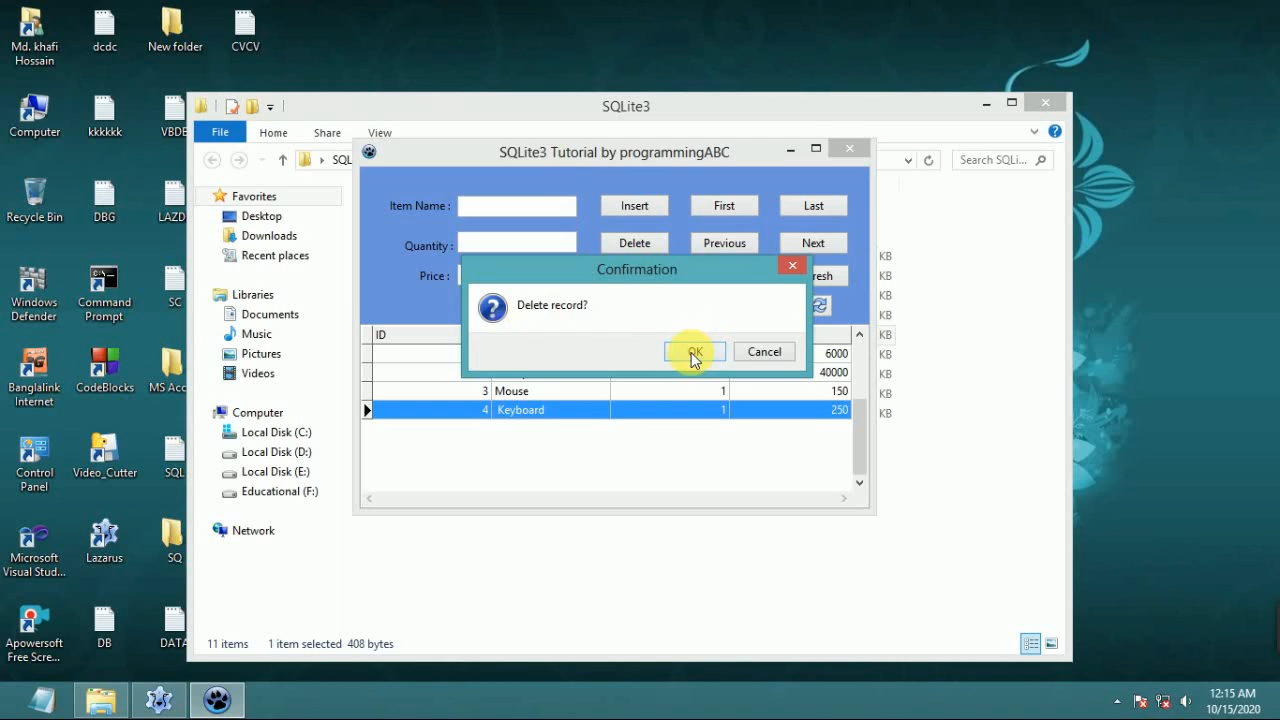 Md. khafi Hossain
dcdc
New folder
CVCV
Computer
kkkkk
VBDE
Recycle Bin
DBG
LAZD
Windows Defender
Command Prompt
SC
Banglalink Internet
CodeBlocks
MS Acc
Control Panel
Video_Cutter
SQL
Microsoft Visual Stud...
Lazarus
SQ
Apowersoft Free Scre...
DB
DATA
SQLite3
File Home Share View
SQL
Search SQLi...
Favorites
Desktop
Downloads
Recent places
Libraries
Documents
Music
Pictures
Videos
Computer
Local Disk (C:)
Local Disk (D:)
Local Disk (E:)
Educational (F:)
Network
KB
KB
KB
KB
KB
KB
KB
KB
KB
11 items 1 item selected 408 bytes
SQLite3 Tutorial by programmingABC
Item Name : Insert First Last
Quantity : Delete Previous Next
Price : resh
Confirmation
Delete record?
OK Cancel
ID
6000
40000
3 Mouse 1 150
4 Keyboard 1 250
12:15 AM
10/15/2020